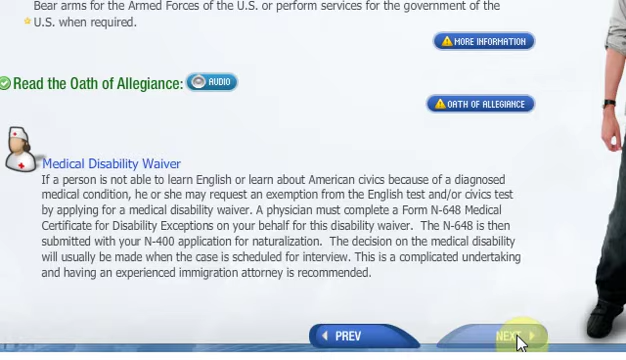 Bear arms for the Armed Forces of the U.S. or perform services for the government of the
U.S. when required.
MORE INFORMATION
Read the Oath of Allegiance: AUDIO
OATH OF ALLEGIANCE
Medical Disability Waiver
If a person is not able to learn English or learn about American civics because of a diagnosed
medical condition, he or she may request an exemption from the English test and/or civics test
by applying for a medical disability waiver. A physician must complete a Form N-648 Medical
Certificate for Disability Exceptions on your behalf for this disability waiver.  The N-648 is then
submitted with your N-400 application for naturalization.  The decision on the medical disability
will usually be made when the case is scheduled for interview. This is a complicated undertaking
and having an experienced immigration attorney is recommended.
PREV NEXT